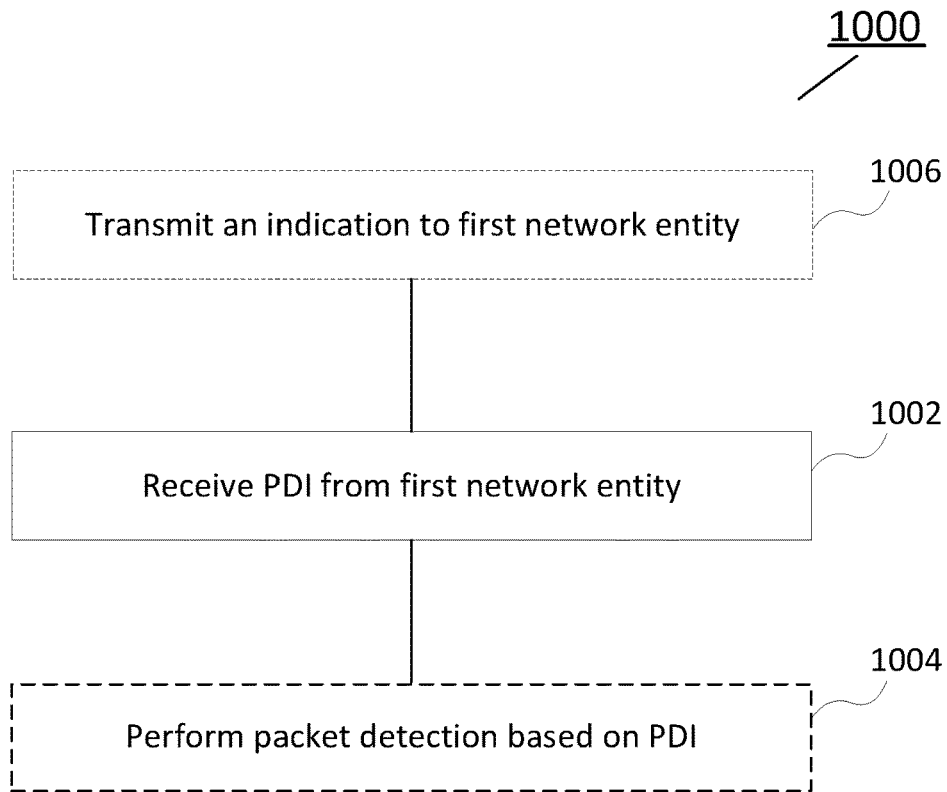 1000
1006
Transmit an indication to first network entity
1002
Receive PDI from first network entity
1004
Perform packet detection based on PDI